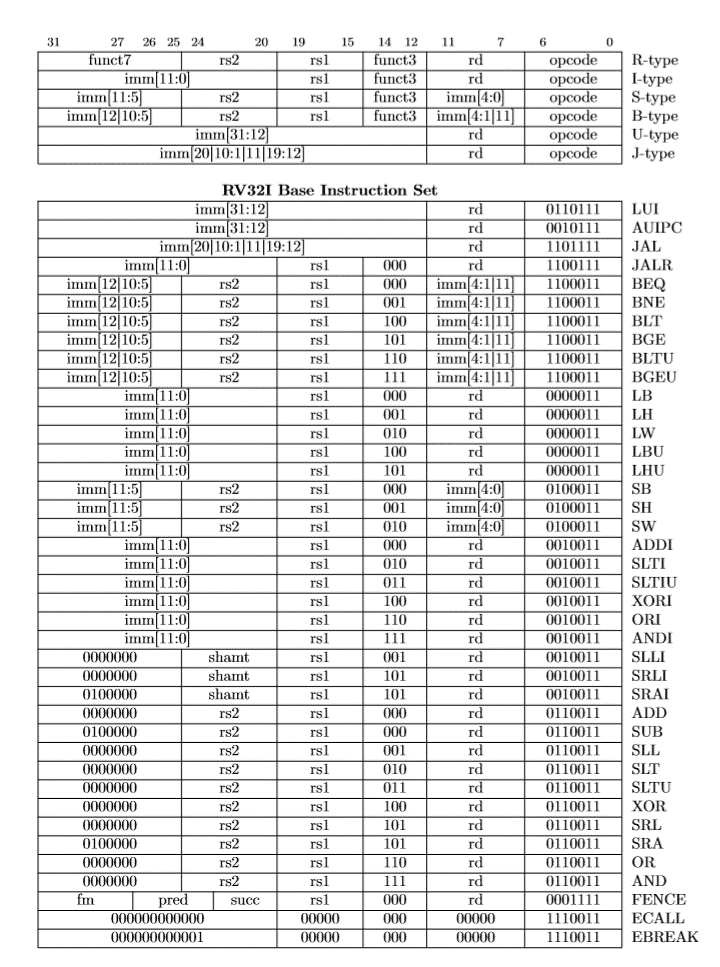 31 27 26 25 24 20 19 15 14 12 11 7 6 0
funct7 rs2 rs1 funct3 rd opcode R-type
imm[11:0] rs1 funct3 rd opcode I-type
imm[11:5] rs2 rs1 funct3 imm[4:0] opcode S-type
imm[12|10:5] rs2 rs1 funct3 imm[4:1|11] opcode B-type
imm[31:12] rd opcode U-type
imm[20|10:1|11|19:12] rd opcode J-type
RV32I Base Instruction Set
imm[31:12] rd 0110111 LUI
imm[31:12] rd 0010111 AUIPC
imm[20|10:1|11|19:12] rd 1101111 JAL
imm[11:0] rs1 000 rd 1100111 JALR
imm[12|10:5] rs2 rs1 000 imm[4:1|11] 1100011 BEQ
imm[12|10:5] rs2 rs1 001 imm[4:1|11] 1100011 BNE
imm[12|10:5] rs2 rs1 100 imm[4:1|11] 1100011 BLT
imm[12|10:5] rs2 rs1 101 imm[4:1|11] 1100011 BGE
imm[12|10:5] rs2 rs1 110 imm[4:1|11] 1100011 BLTU
imm[12|10:5] rs2 rs1 111 imm[4:1|11] 1100011 BGEU
imm[11:0] rs1 000 rd 0000011 LB
imm[11:0] rs1 001 rd 0000011 LH
imm[11:0] rs1 010 rd 0000011 LW
imm[11:0] rs1 100 rd 0000011 LBU
imm[11:0] rs1 101 rd 0000011 LHU
imm[11:5] rs2 rs1 000 imm[4:0] 0100011 SB
imm[11:5] rs2 rs1 001 imm[4:0] 0100011 SH
imm[11:5] rs2 rs1 010 imm[4:0] 0100011 SW
imm[11:0] rs1 000 rd 0010011 ADDI
imm[11:0] rs1 010 rd 0010011 SLTI
imm[11:0] rs1 011 rd 0010011 SLTIU
imm[11:0] rs1 100 rd 0010011 XORI
imm[11:0] rs1 110 rd 0010011 ORI
imm[11:0] rs1 111 rd 0010011 ANDI
0000000 shamt rs1 001 rd 0010011 SLLI
0000000 shamt rs1 101 rd 0010011 SRLI
0100000 shamt rs1 101 rd 0010011 SRAI
0000000 rs2 rs1 000 rd 0110011 ADD
0100000 rs2 rs1 000 rd 0110011 SUB
0000000 rs2 rs1 001 rd 0110011 SLL
0000000 rs2 rs1 010 rd 0110011 SLT
0000000 rs2 rs1 011 rd 0110011 SLTU
0000000 rs2 rs1 100 rd 0110011 XOR
0000000 rs2 rs1 101 rd 0110011 SRL
0100000 rs2 rs1 101 rd 0110011 SRA
0000000 rs2 rs1 110 rd 0110011 OR
0000000 rs2 rs1 111 rd 0110011 AND
fm pred succ rs1 000 rd 0001111 FENCE
000000000000 00000 000 00000 1110011 ECALL
000000000001 00000 000 00000 1110011 EBREAK